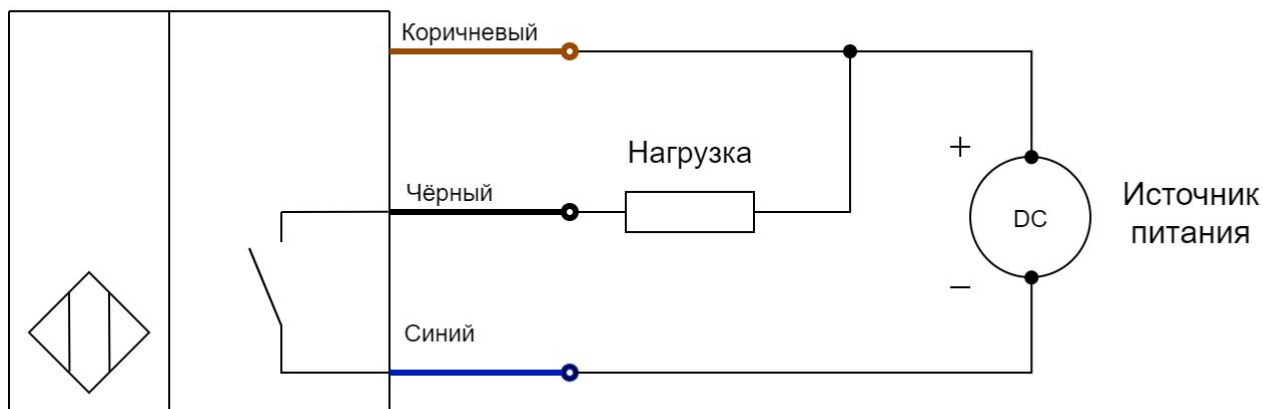 Коричневый
Нагрузка
Чёрный
+
DC
Источник
питания
−
Синий